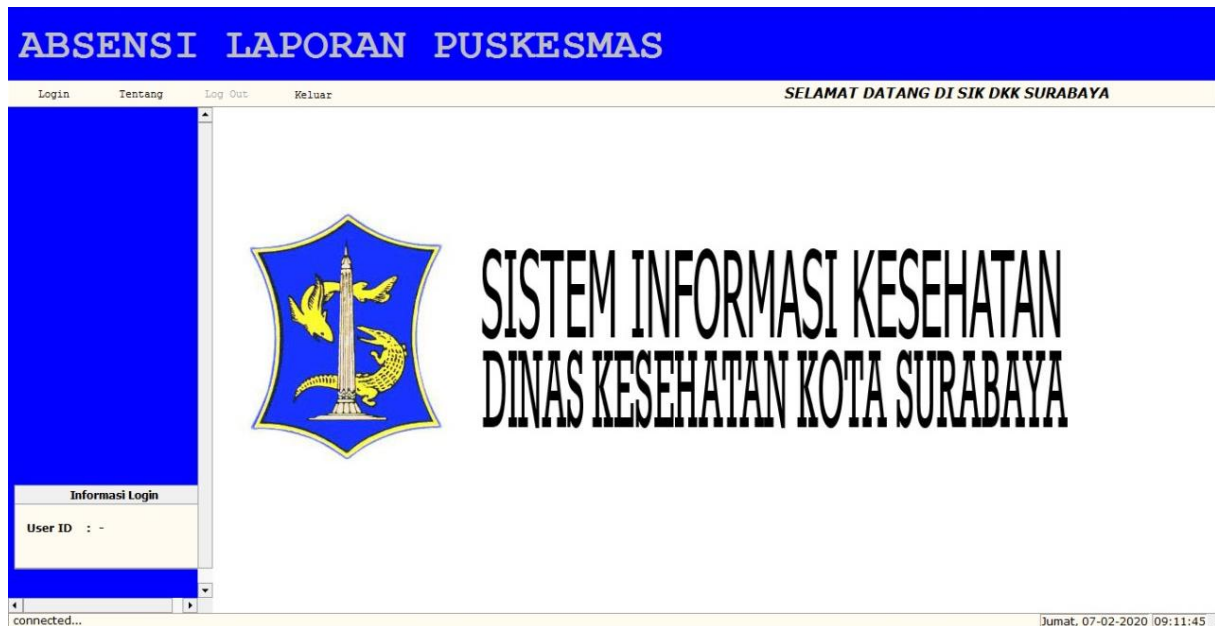 ABSENSI LAPORAN PUSKESMAS
Login Tentang Log Out Keluar SELAMAT DATANG DI SIK DKK SURABAYA
SISTEM INFORMASI KESEHATAN
DINAS KESEHATAN KOTA SURABAYA
Informasi Login
User ID : -
connected... Jumat, 07-02-2020 09:11:45